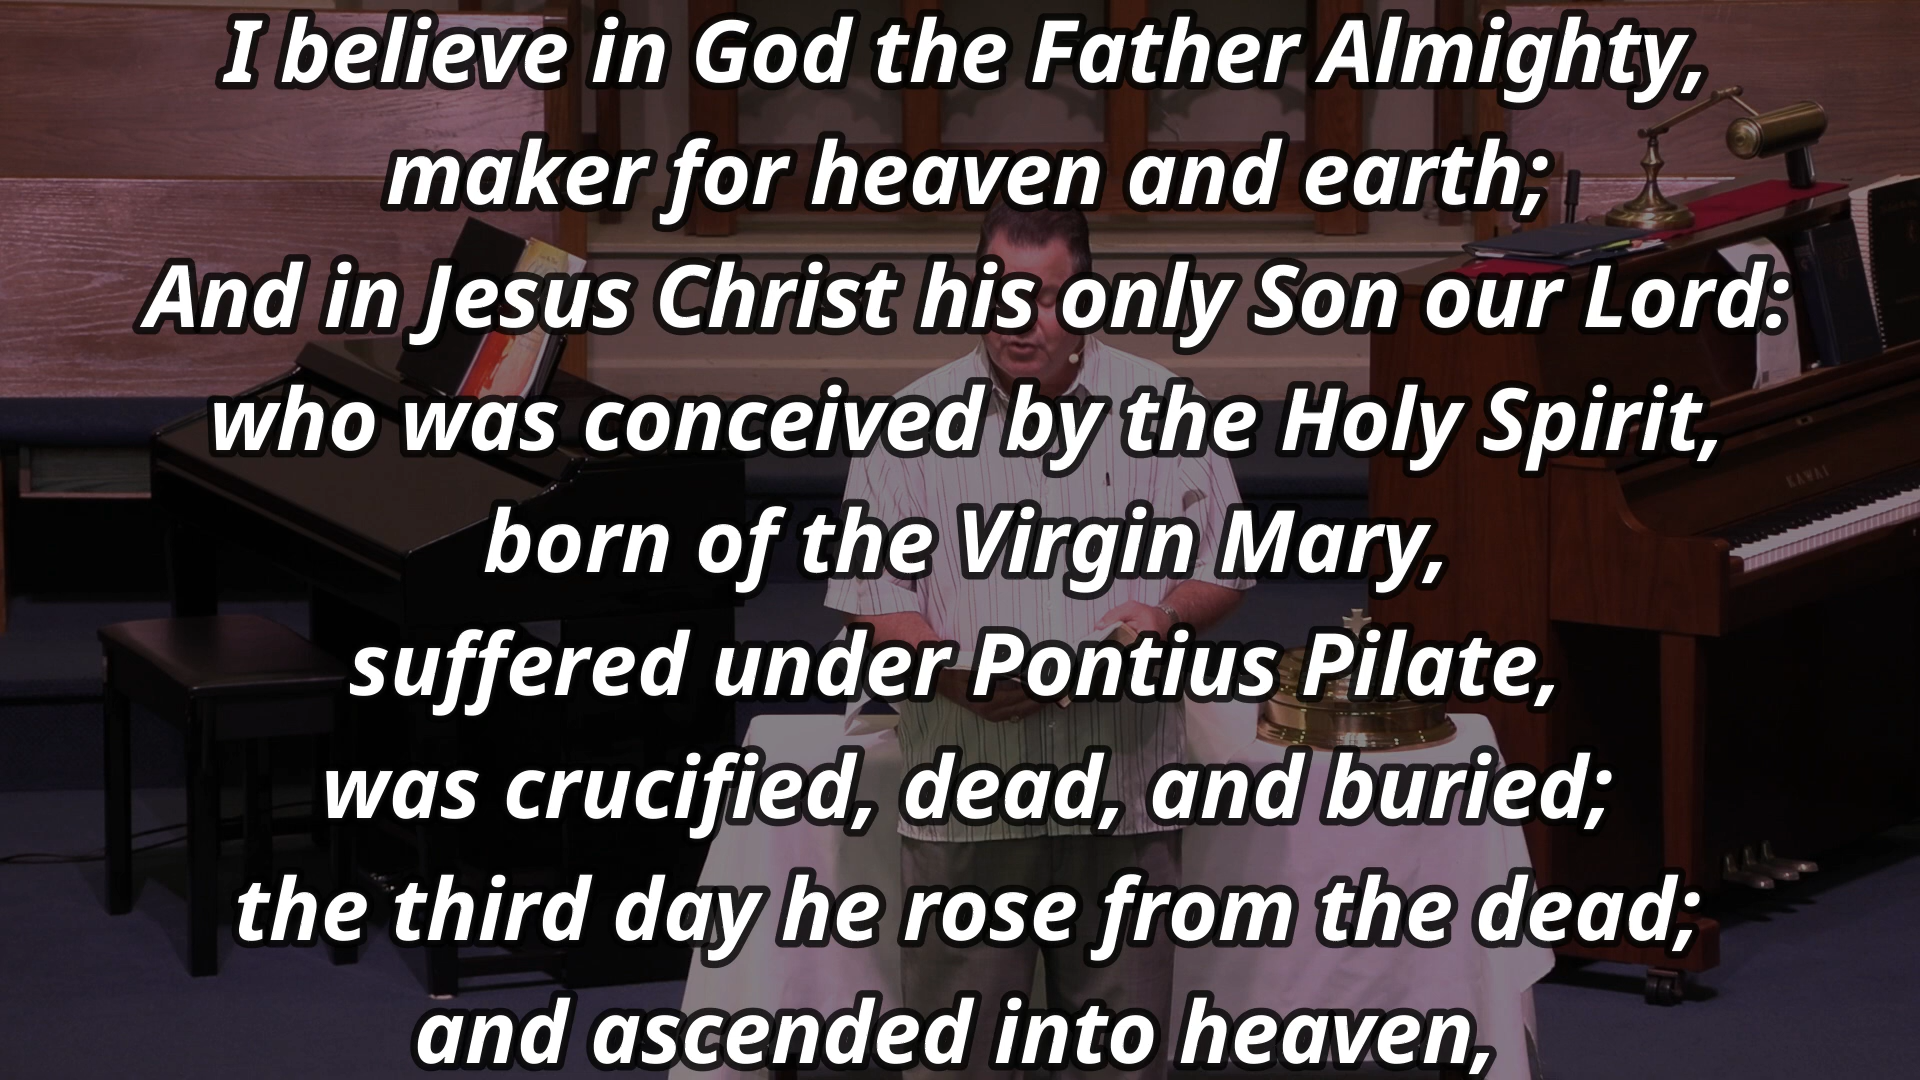 I believe in God the Father Almighty,
maker for heaven and earth;
And in Jesus Christ his only Son our Lord:
who was conceived by the Holy Spirit,
born of the Virgin Mary,
KAWAI
suffered under Pontius Pilate,
was crucified, dead, and buried;
the third day he rose from the dead;
and ascended into heaven,